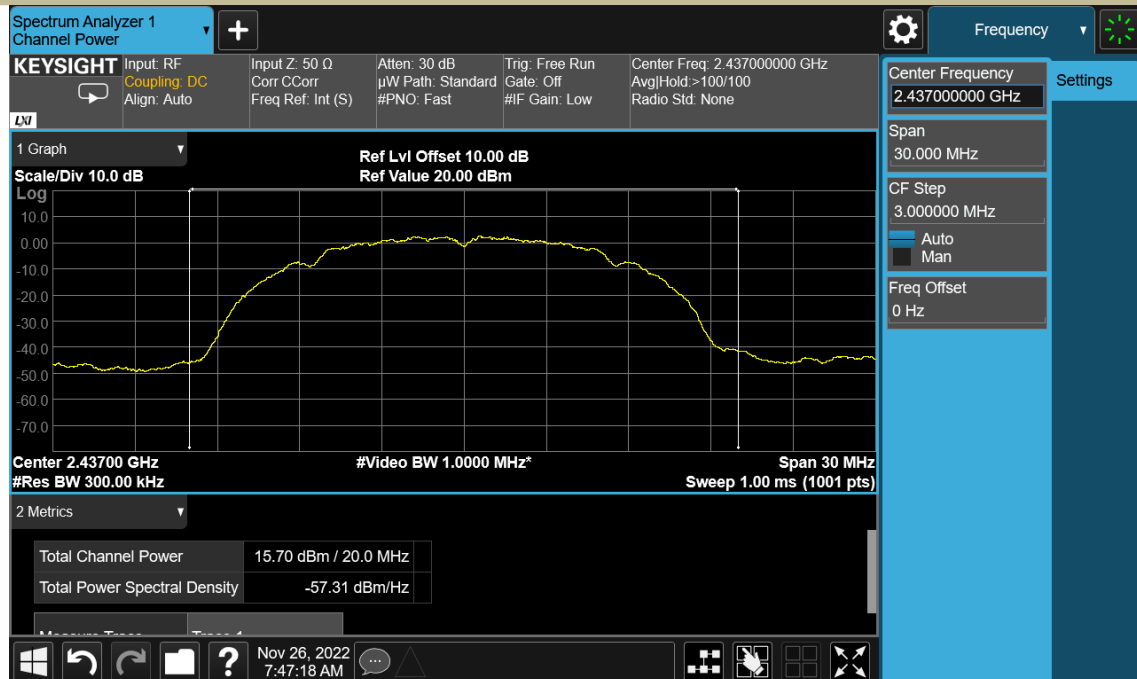 Spectrum Analyzer 1
Channel Power
+
Frequency
KEYSIGHT
LXI
Input: RF
Coupling: DC
Align: Auto
Input Z: 50 Ω
Corr CCorr
Freq Ref: Int (S)
Atten: 30 dB
µW Path: Standard
#PNO: Fast
Trig: Free Run
Gate: Off
#IF Gain: Low
Center Freq: 2.437000000 GHz
Avg|Hold:>100/100
Radio Std: None
Center Frequency
2.437000000 GHz
Settings
Span
30.000 MHz
CF Step
3.000000 MHz
Auto
Man
Freq Offset
0 Hz
1 Graph
Scale/Div 10.0 dB
Ref Lvl Offset 10.00 dB
Ref Value 20.00 dBm
Log
10.0
0.00
-10.0
-20.0
-30.0
-40.0
-50.0
-60.0
-70.0
Center 2.43700 GHz
#Video BW 1.0000 MHz*
Span 30 MHz
#Res BW 300.00 kHz
Sweep 1.00 ms (1001 pts)
2 Metrics
Total Channel Power 15.70 dBm / 20.0 MHz
Total Power Spectral Density -57.31 dBm/Hz
?
Nov 26, 2022
7:47:18 AM